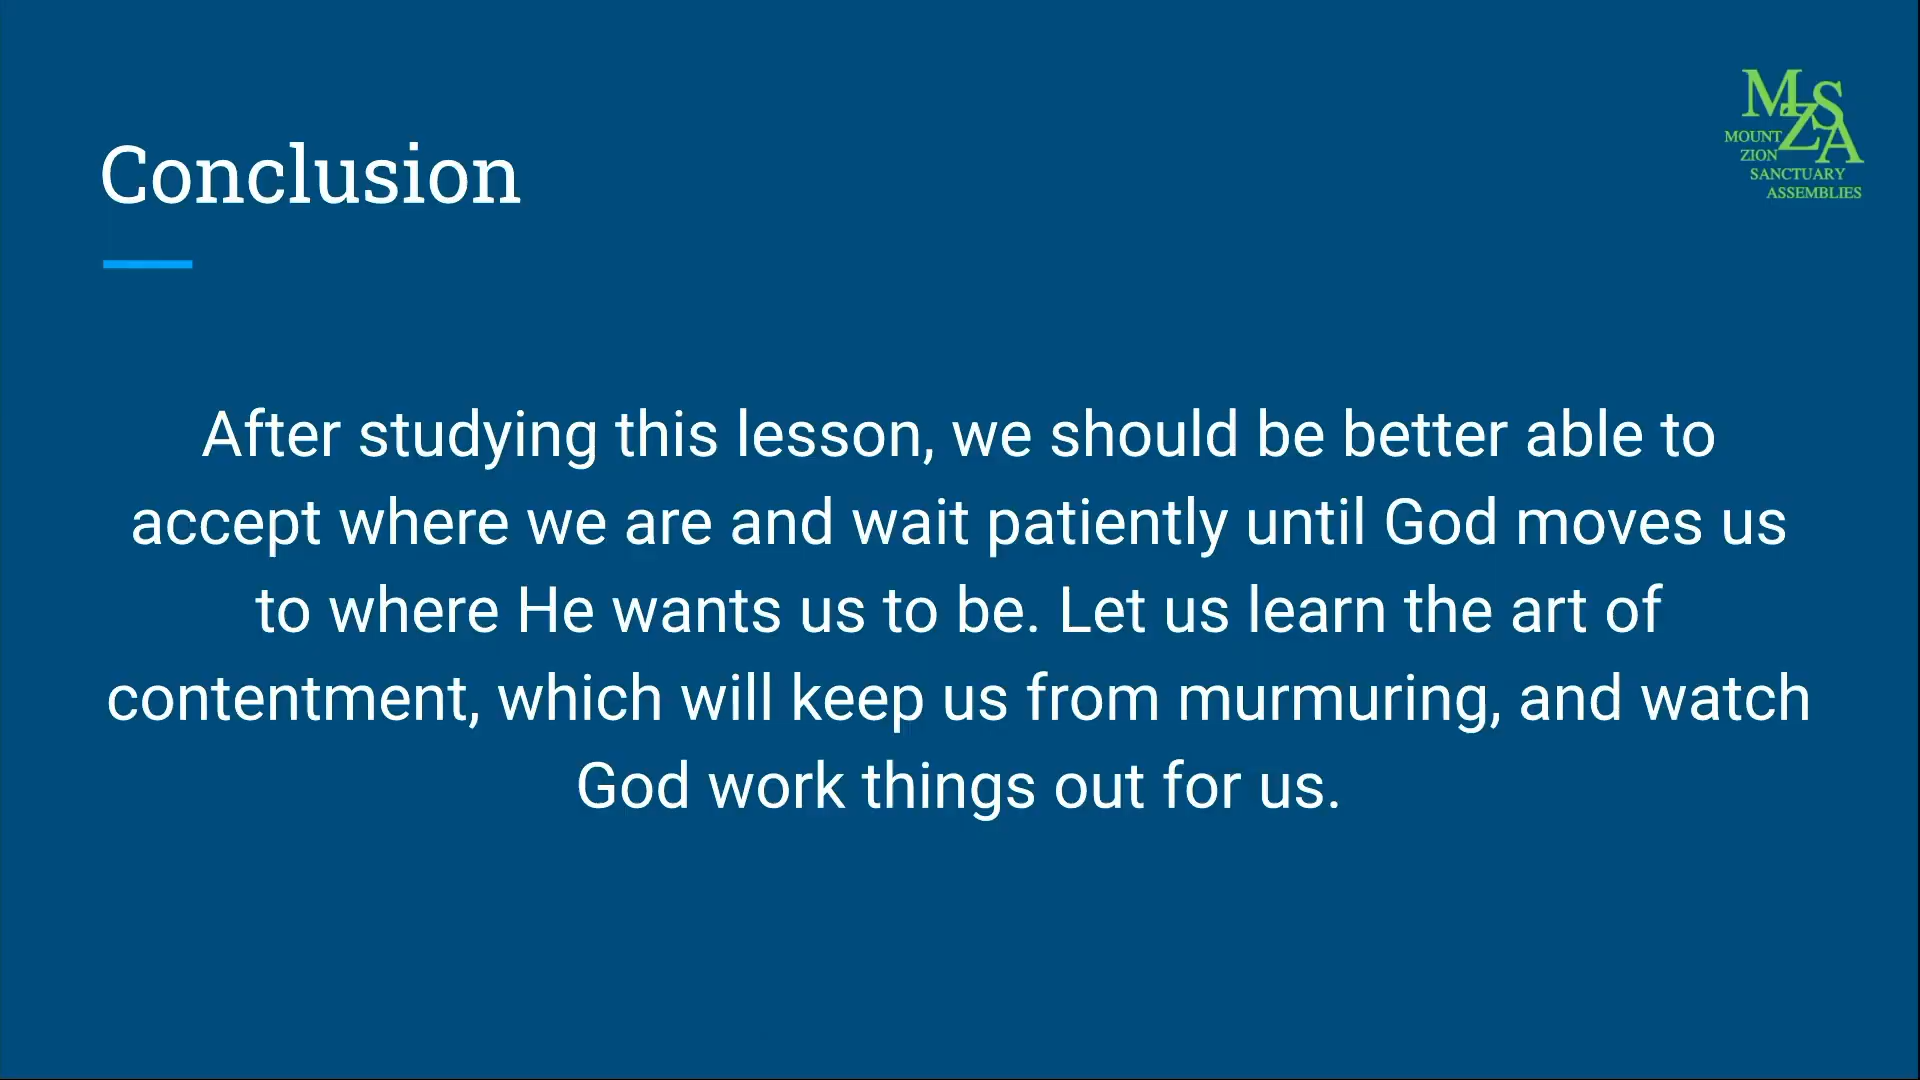 MZSA
MOUNT
ZION
SANCTUARY
ASSEMBLIES
Conclusion
After studying this lesson, we should be better able to
accept where we are and wait patiently until God moves us
to where He wants us to be. Let us learn the art of
contentment, which will keep us from murmuring, and watch
God work things out for us.